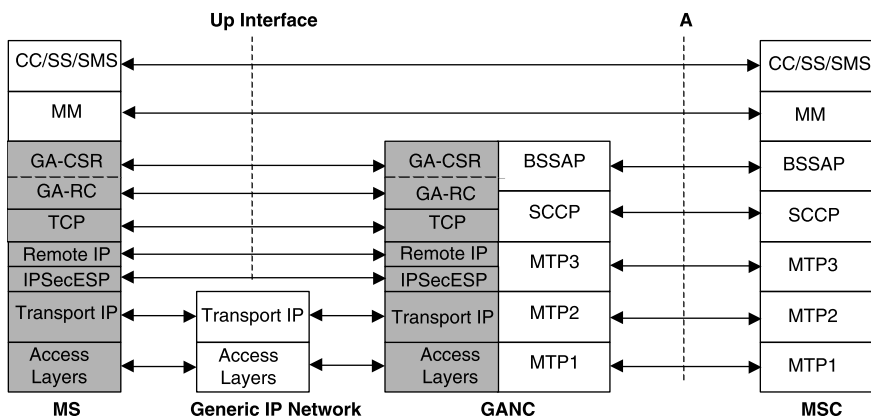 Up Interface
A
CC/SS/SMS
CC/SS/SMS
MM
MM
GA-CSR
GA-CSR
BSSAP
BSSAP
GA-RC
GA-RC
TCP
TCP
SCCP
SCCP
Remote IP
Remote IP
MTP3
MTP3
IPSecESP
IPSecESP
Transport IP
Transport IP
Transport IP
MTP2
MTP2
Access
Layers
Access
Layers
Access
Layers
MTP1
MTP1
MS
Generic IP Network
GANC
MSC